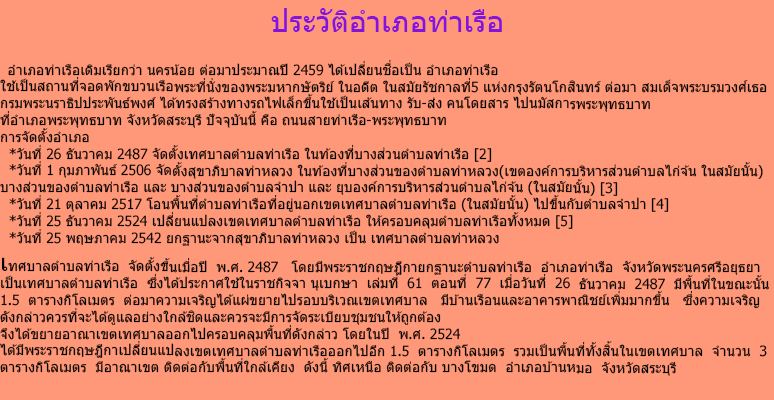 ประวัติอำเภอท่าเรือ
อำเภอท่าเรือเดิมเรียกว่า นครน้อย ต่อมาประมาณปี 2459 ได้เปลี่ยนชื่อเป็น อำเภอท่าเรือ
ใช้เป็นสถานที่จอดพักขบวนเรือพระที่นั่งของพระมหากษัตริย์ ในอดีต ในสมัยรัชกาลที่5 แห่งกรุงรัตนโกสินทร์ ต่อมา สมเด็จพระบรมวงศ์เธอ
กรมพระนราธิปประพันธ์พงศ์ ได้ทรงสร้างทางรถไฟเล็กขึ้นใช้เป็นเส้นทาง รับ-ส่ง คนโดยสาร ไปนมัสการพระพุทธบาท
ที่อำเภอพระพุทธบาท จังหวัดสระบุรี ปัจจุบันนี้ คือ ถนนสายท่าเรือ-พระพุทธบาท
การจัดตั้งอำเภอ
*วันที่ 26 ธันวาคม 2487 จัดตั้งเทศบาลตำบลท่าเรือ ในท้องที่บางส่วนตำบลท่าเรือ [2]
*วันที่ 1 กุมภาพันธ์ 2506 จัดตั้งสุขาภิบาลท่าหลวง ในท้องที่บางส่วนของตำบลท่าหลวง(เขตองค์การบริหารส่วนตำบลไก่จ้น ในสมัยนั้น)
บางส่วนของตำบลท่าเรือ และ บางส่วนของตำบลจำปา และ ยุบองค์การบริหารส่วนตำบลไก่จ้น (ในสมัยนั้น) [3]
*วันที่ 21 ตุลาคม 2517 โอนพื้นที่ตำบลท่าเรือที่อยู่นอกเขตเทศบาลตำบลท่าเรือ (ในสมัยนั้น) ไปขึ้นกับตำบลจำปา [4]
*วันที่ 25 ธันวาคม 2524 เปลี่ยนแปลงเขตเทศบาลตำบลท่าเรือ ให้ครอบคลุมตำบลท่าเรือทั้งหมด [5]
*วันที่ 25 พฤษภาคม 2542 ยกฐานะจากสุขาภิบาลท่าหลวง เป็น เทศบาลตำบลท่าหลวง
เทศบาลตำบลท่าเรือ จัดตั้งขึ้นเมื่อปี พ.ศ. 2487 โดยมีพระราชกฤษฎีกายกฐานะตำบลท่าเรือ อำเภอท่าเรือ จังหวัดพระนครศรีอยุธยา
เป็นเทศบาลตำบลท่าเรือ ซึ่งได้ประกาศใช้ในราชกิจจา นุเบกษา เล่มที่ 61 ตอนที่ 77 เมื่อวันที่ 26 ธันวาคม 2487 มีพื้นที่ในขณะนั้น
1.5 ตารางกิโลเมตร ต่อมาความเจริญได้แผ่ขยายไปรอบบริเวณเขตเทศบาล มีบ้านเรือนและอาคารพาณิชย์เพิ่มมากขึ้น ซึ่งความเจริญ
ดังกล่าวควรที่จะได้ดูแลอย่างใกล้ชิดและควรจะมีการจัดระเบียบชุมชนให้ถูกต้อง
จึงได้ขยายอาณาเขตเทศบาลออกไปครอบคลุมพื้นที่ดังกล่าว โดยในปี พ.ศ. 2524
ได้มีพระราชกฤษฎีกาเปลี่ยนแปลงเขตเทศบาลตำบลท่าเรือออกไปอีก 1.5 ตารางกิโลเมตร รวมเป็นพื้นที่ทั้งสิ้นในเขตเทศบาล จำนวน 3
ตารางกิโลเมตร มีอาณาเขต ติดต่อกับพื้นที่ใกล้เคียง ดังนี้ ทิศเหนือ ติดต่อกับ บางโขมด อำเภอบ้านหมอ จังหวัดสระบุรี